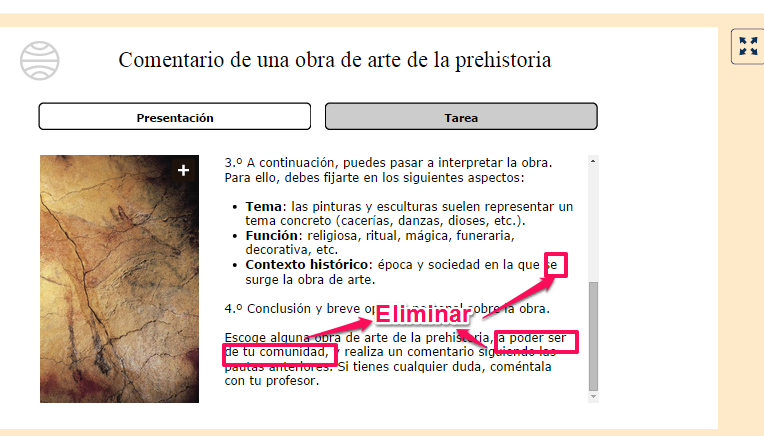 Comentario de una obra de arte de la prehistoria
Presentación
Tarea
3.º A continuación, puedes pasar a interpretar la obra.
Para ello, debes fijarte en los siguientes aspectos:
• Tema: las pinturas y esculturas suelen representar un
tema concreto (cacerías, danzas, dioses, etc.).
• Función: religiosa, ritual, mágica, funeraria,
decorativa, etc.
• Contexto histórico: época y sociedad en la que se
surge la obra de arte.
4.º Conclusión y breve sobre la obra.
Eliminar
Escoge alguna obra de arte de la prehistoria, a poder ser
de tu comunidad, y realiza un comentario siguiendo las
pautas anteriores. Si tienes cualquier duda, coméntala
con tu profesor.